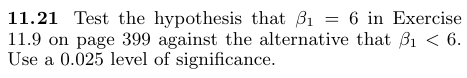 11.21 Test the hypothesis that β₁ = 6 in Exercise
11.9 on page 399 against the alternative that β₁ < 6.
Use a 0.025 level of significance.